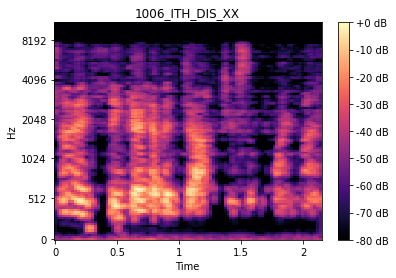 1006_ITH_DIS_XX
+0 dB
8192
-10 dB
4096
-20 dB
-30 dB
2048
Hz
-40 dB
1024
-50 dB
512
-60 dB
-70 dB
0
-80 dB
0 0.5 1 1.5 2
Time